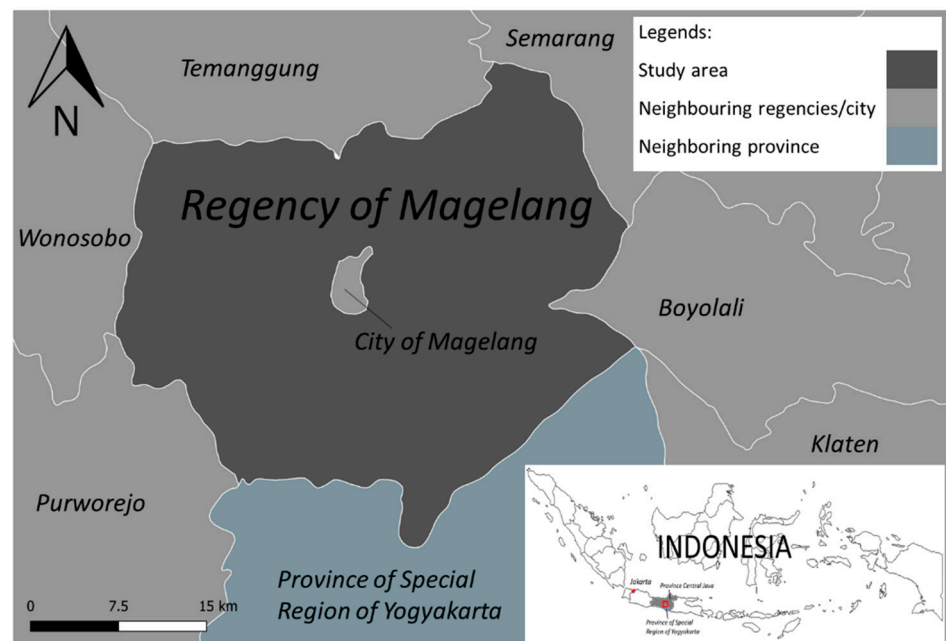 N
Temanggung
Semarang
Legends:
Study area
Neighbouring regencies/city
Neighboring province
Regency of Magelang
Wonosobo
City of Magelang
Boyolali
Klaten
Purworejo
Province of Special
Region of Yogyakarta
0 7.5 15 km
INDONESIA
Jakarta
Province Central Java
Province of Special
Region of Yogyakarta